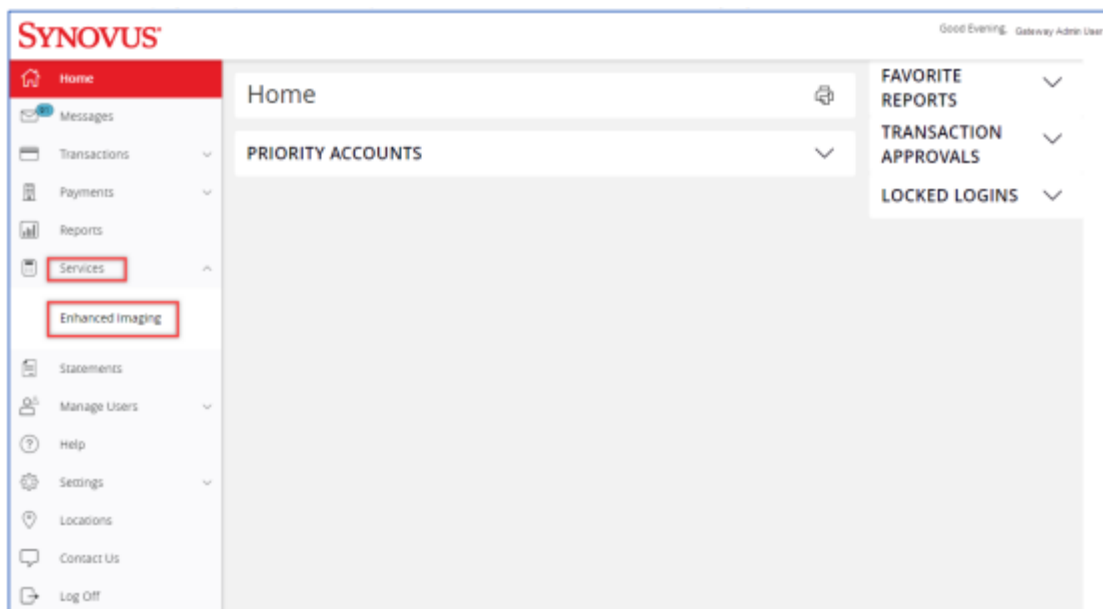 SYNOVUS
Good Evening, Gateway Admin User
Home
Messages
Transactions
Payments
Reports
Services
Enhanced Imaging
Statements
Manage Users
Help
Settings
Locations
Contact Us
Log Off
Home
PRIORITY ACCOUNTS
FAVORITE
REPORTS
TRANSACTION
APPROVALS
LOCKED LOGINS